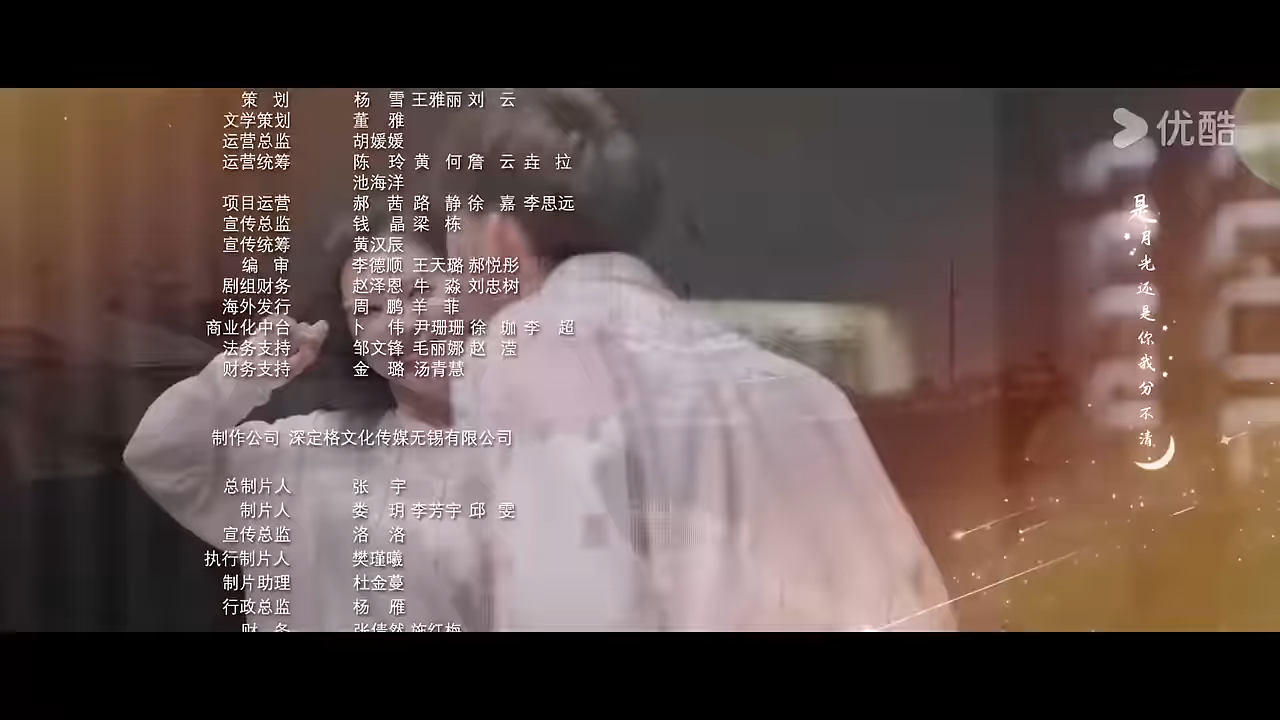 策 划 杨 雪 王雅丽 刘 云
文学策划 董 雅
运营总监 胡媛媛
运营统筹 陈 玲 黄 何 詹 云 垚 拉
池海洋
项目运营 郝 茜 路 静 徐 嘉 李思远
宣传总监 钱 晶 梁 栋
宣传统筹 黄汉辰
编 审 李德顺 王天璐 郝悦彤
剧组财务 赵泽恩 牛 淼 刘忠树
海外发行 周 鹏 羊 菲
商业化中台 卜 伟 尹珊珊 徐 珈 李 超
法务支持 邹文锋 毛丽娜 赵 滢
财务支持 金 璐 汤青慧
制作公司 深定格文化传媒无锡有限公司
总制片人 张 宇
制片人 娄 玥 李芳宇 邱 雯
宣传总监 洛 洛
执行制片人 樊瑾曦
制片助理 杜金蔓
行政总监 杨 雁
财 务 张倩然 施红梅
优酷
是月光还是你我分不清